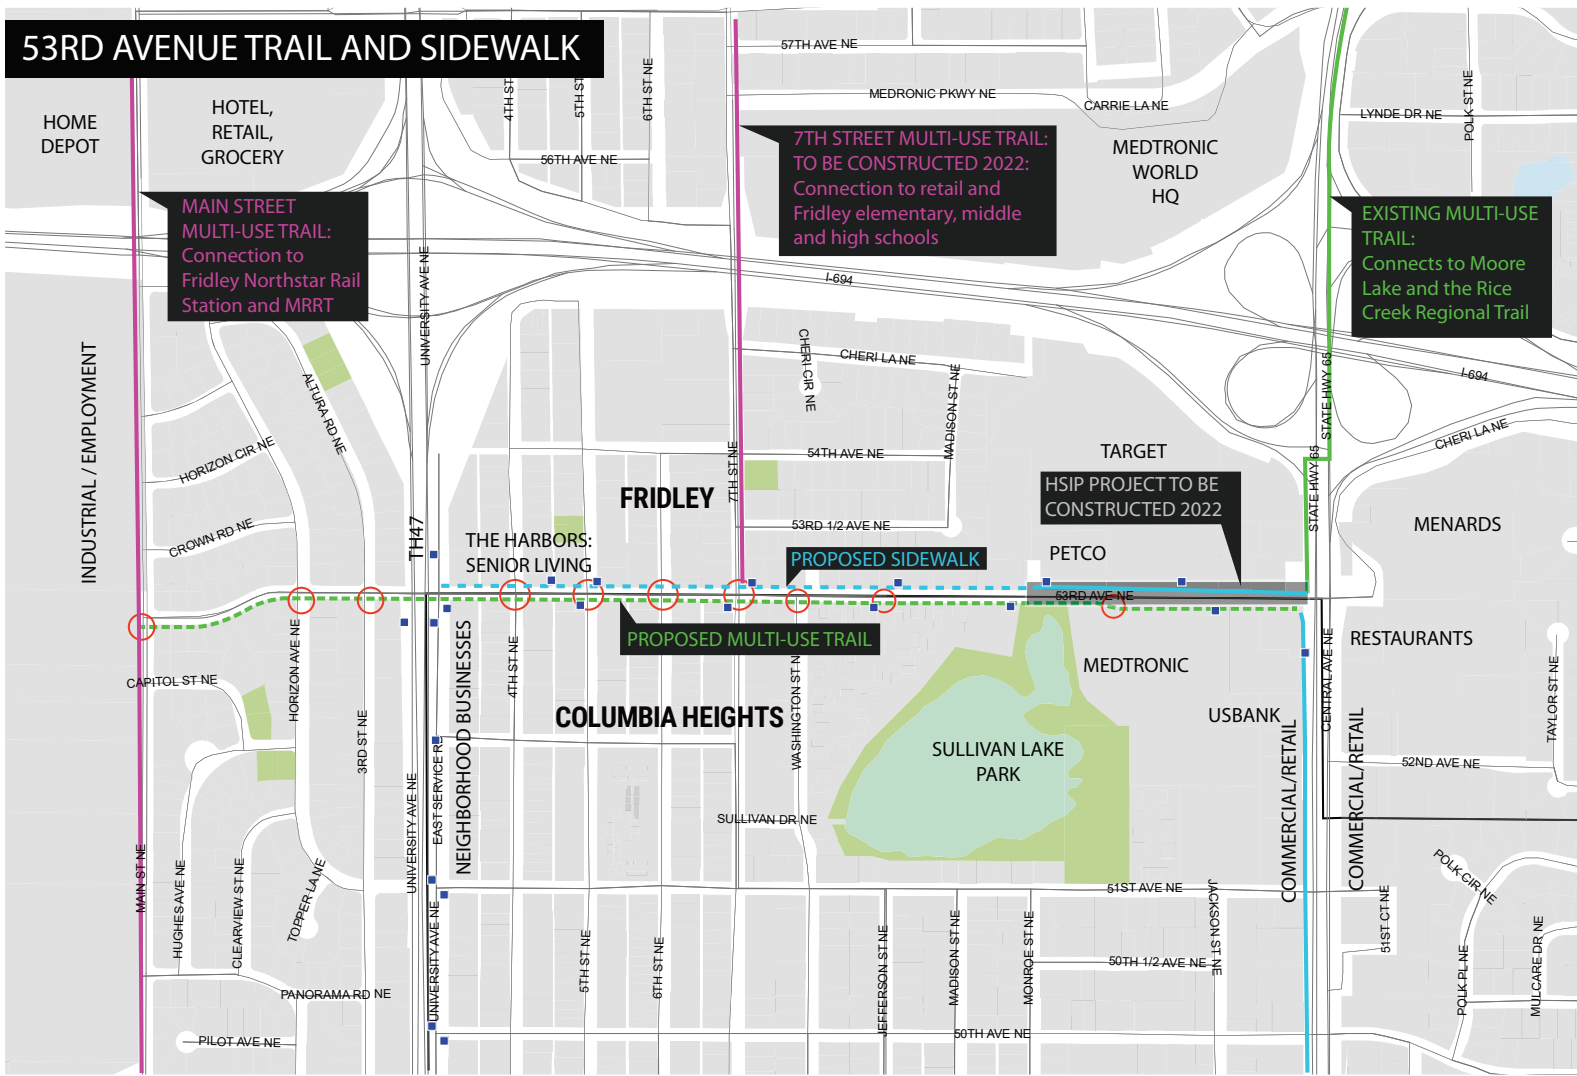 53RD AVENUE TRAIL AND SIDEWALK
57TH AVE NE
MEDRONIC PKWY NE
CARRIE LA NE
LYNDE DR NE
POLK ST NE
4TH ST
5TH ST
6TH ST NE
56TH AVE NE
HOME
DEPOT
HOTEL,
RETAIL,
GROCERY
MEDTRONIC
WORLD
HQ
7TH STREET MULTI-USE TRAIL:
TO BE CONSTRUCTED 2022:
Connection to retail and
Fridley elementary, middle
and high schools
MAIN STREET
MULTI-USE TRAIL:
Connection to
Fridley Northstar Rail
Station and MRRT
EXISTING MULTI-USE
TRAIL:
Connects to Moore
Lake and the Rice
Creek Regional Trail
I-694
I-694
UNIVERSITY AVE NE
STATE HWY 65
STATE HWY 65
CHERI LA NE
CHERI CIR NE
CHERI LA NE
MADISON ST NE
INDUSTRIAL / EMPLOYMENT
ALTURA RD NE
HORIZON CIR NE
CROWN RD NE
7TH ST NE
54TH AVE NE
53RD 1/2 AVE NE
TARGET
HSIP PROJECT TO BE
CONSTRUCTED 2022
PETCO
MENARDS
FRIDLEY
TH47
THE HARBORS:
SENIOR LIVING
PROPOSED SIDEWALK
53RD AVE NE
PROPOSED MULTI-USE TRAIL
RESTAURANTS
MEDTRONIC
USBANK
CAPITOL ST NE
HORIZON AVE NE
3RD ST NE
NEIGHBORHOOD BUSINESSES
4TH ST NE
COLUMBIA HEIGHTS
WASHINGTON ST N
SULLIVAN LAKE
PARK
CENTRAL AVE NE
COMMERCIAL/RETAIL
COMMERCIAL/RETAIL
TAYLOR ST NE
52ND AVE NE
UNIVERSITY AVE NE
EAST SERVICE RD
SULLIVAN DR NE
MAIN ST NE
HUGHES AVE NE
CLEARVIEW ST NE
TOPPER LA NE
51ST AVE NE
JACKSON ST NE
POLK CIR NE
51ST CT NE
UNIVERSITY AVE NE
5TH ST NE
6TH ST NE
JEFFERSON ST NE
MADISON ST NE
MONROE ST NE
50TH 1/2 AVE NE
POLK PL NE
MULCARE DR NE
PANORAMA RD NE
PILOT AVE NE
50TH AVE NE